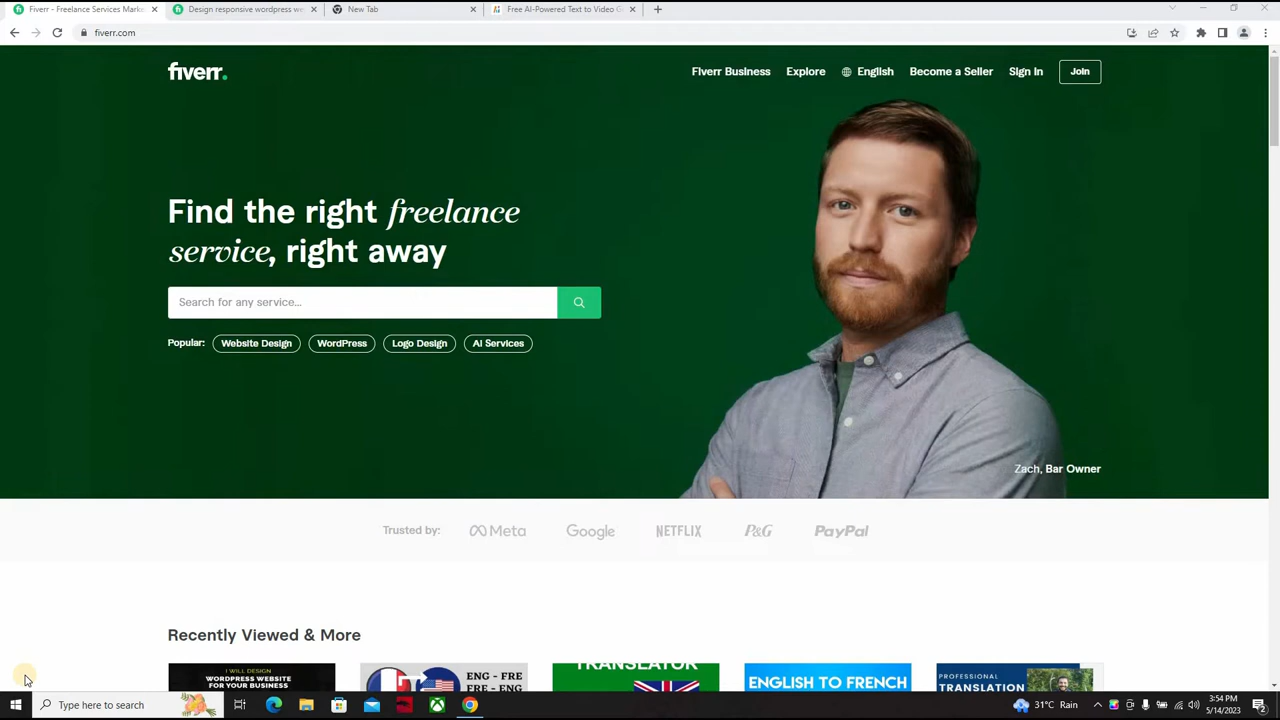 Fiverr - Freelance Services Marke
Design responsive wordpress we
New Tab
Free AI-Powered Text to Video G
fiverr.com
fiverr.
Fiverr Business
Explore
English
Become a Seller
Sign In
Join
Find the right freelance
service, right away
Search for any service...
Popular:
Website Design
WordPress
Logo Design
AI Services
Zach, Bar Owner
Trusted by:
Meta
Google
NETFLIX
P&G
PayPal
Recently Viewed & More
I WILL DESIGN
WORDPRESS WEBSITE
FOR YOUR BUSINESS
ENG - FRE
FRE - ENG
TRANSLATOR
ENGLISH TO FRENCH
PROFESSIONAL
TRANSLATION
Type here to search
31°C Rain
3:54 PM
5/14/2023
2